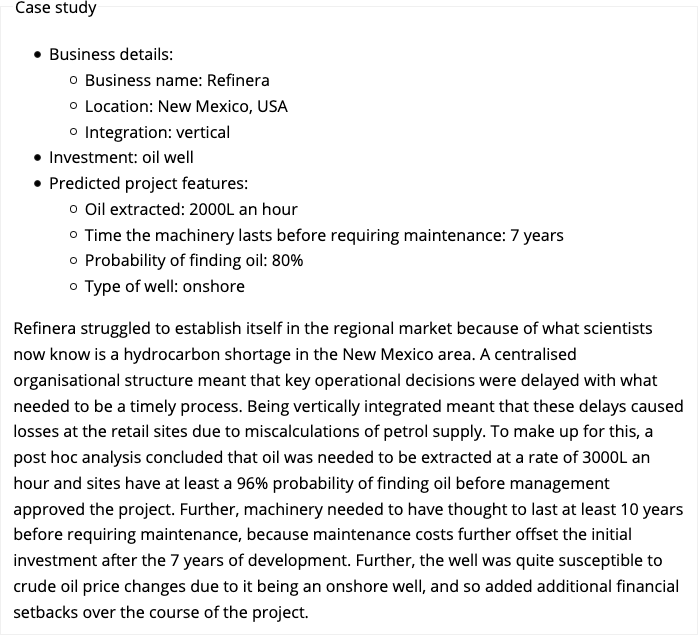 Case study
• Business details:
○ Business name: Refinera
○ Location: New Mexico, USA
○ Integration: vertical
• Investment: oil well
• Predicted project features:
○ Oil extracted: 2000L an hour
○ Time the machinery lasts before requiring maintenance: 7 years
○ Probability of finding oil: 80%
○ Type of well: onshore
Refinera struggled to establish itself in the regional market because of what scientists
now know is a hydrocarbon shortage in the New Mexico area. A centralised
organisational structure meant that key operational decisions were delayed with what
needed to be a timely process. Being vertically integrated meant that these delays caused
losses at the retail sites due to miscalculations of petrol supply. To make up for this, a
post hoc analysis concluded that oil was needed to be extracted at a rate of 3000L an
hour and sites have at least a 96% probability of finding oil before management
approved the project. Further, machinery needed to have thought to last at least 10 years
before requiring maintenance, because maintenance costs further offset the initial
investment after the 7 years of development. Further, the well was quite susceptible to
crude oil price changes due to it being an onshore well, and so added additional financial
setbacks over the course of the project.